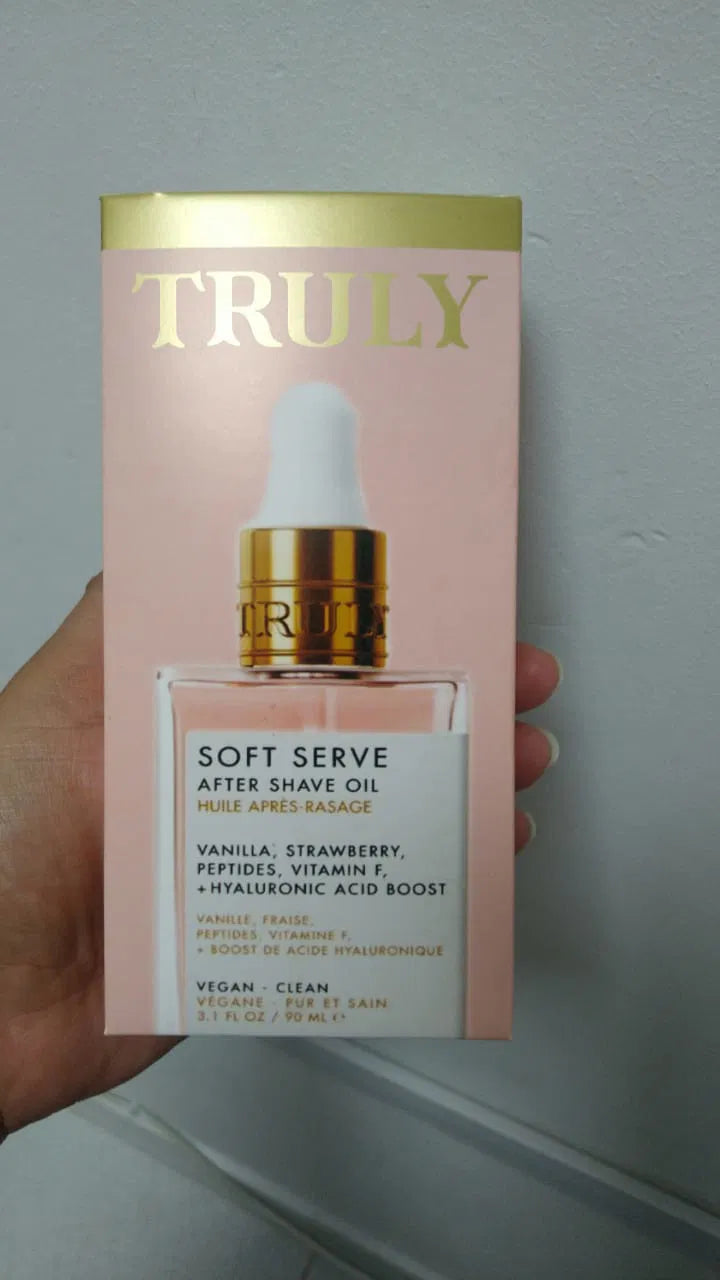 TRULY
TRULY
SOFT SERVE
AFTER SHAVE OIL
HUILE APRÈS-RASAGE
VANILLA, STRAWBERRY,
PEPTIDES, VITAMIN F,
+HYALURONIC ACID BOOST
VANILLE, FRAISE,
PEPTIDES, VITAMINE F,
+ BOOST DE ACIDE HYALURONIQUE
VEGAN - CLEAN
VÉGANE - PUR ET SAIN
3.1 FL OZ / 90 ML ℮